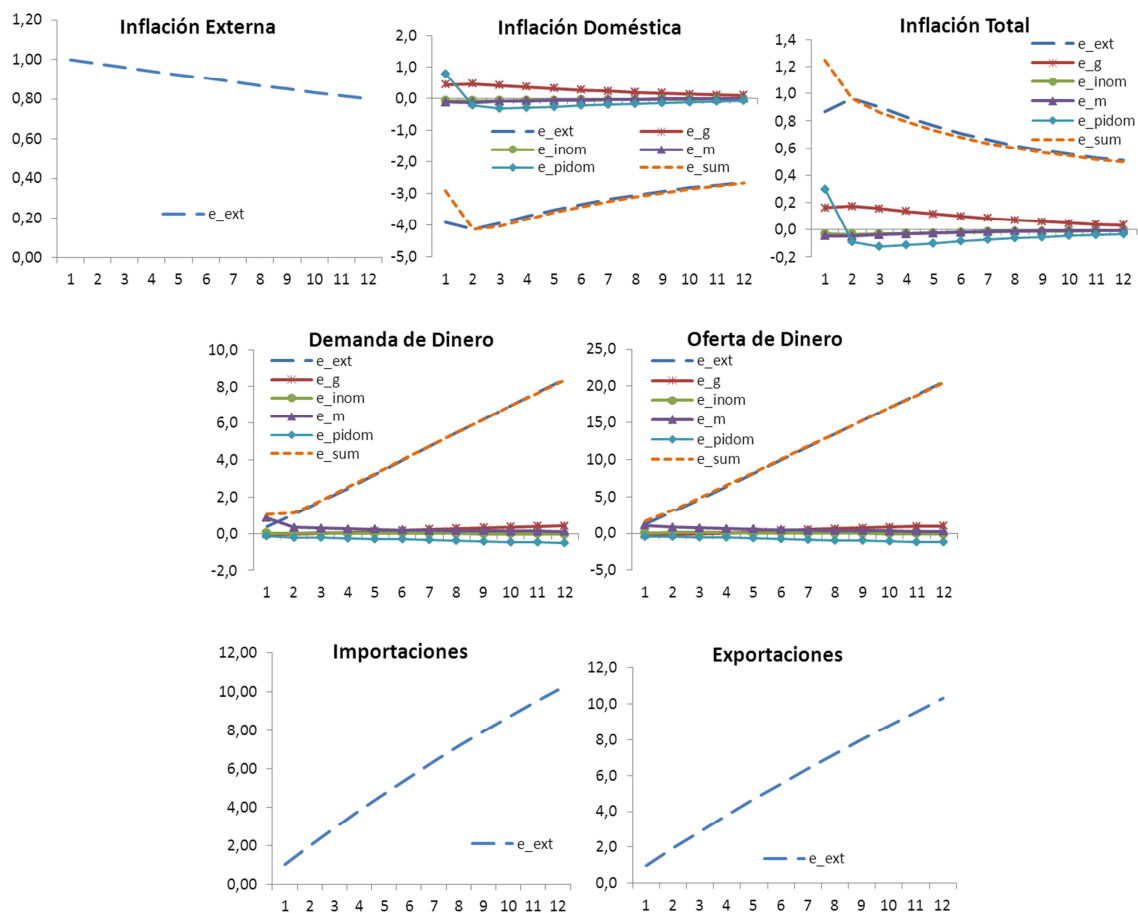 Inflación Externa
1,20
1,00
0,80
0,60
0,40
0,20
0,00
e_ext
1 2 3 4 5 6 7 8 9 10 11 12
Inflación Doméstica
2,0
1,0
0,0
-1,0
-2,0
-3,0
-4,0
-5,0
e_ext e_g
e_inom e_m
e_pidom e_sum
1 2 3 4 5 6 7 8 9 10 11 12
Inflación Total
1,4
1,2
1,0
0,8
0,6
0,4
0,2
0,0
-0,2
e_ext
e_g
e_inom
e_m
e_pidom
e_sum
1 2 3 4 5 6 7 8 9 10 11 12
Demanda de Dinero
10,0
8,0
6,0
4,0
2,0
0,0
-2,0
e_ext
e_g
e_inom
e_m
e_pidom
e_sum
1 2 3 4 5 6 7 8 9 10 11 12
Oferta de Dinero
25,0
20,0
15,0
10,0
5,0
0,0
-5,0
e_ext
e_g
e_inom
e_m
e_pidom
e_sum
1 2 3 4 5 6 7 8 9 10 11 12
Importaciones
12,00
10,00
8,00
6,00
4,00
2,00
0,00
e_ext
1 2 3 4 5 6 7 8 9 10 11 12
Exportaciones
12,0
10,0
8,0
6,0
4,0
2,0
0,0
e_ext
1 2 3 4 5 6 7 8 9 10 11 12